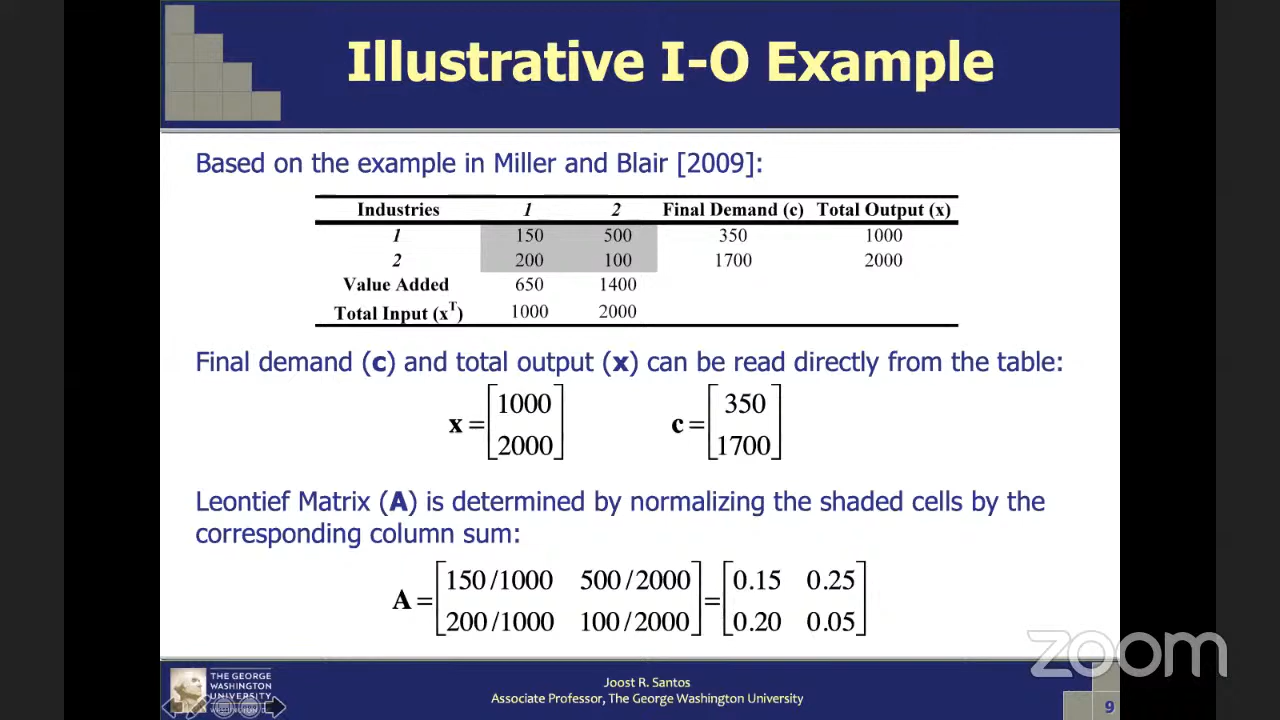 Illustrative I-O Example
Based on the example in Miller and Blair [2009]:
Industries 1 2 Final Demand (c) Total Output (x)
1 150 500 350 1000
2 200 100 1700 2000
Value Added 650 1400
Total Input (x^T) 1000 2000
Final demand (c) and total output (x) can be read directly from the table:
x = [1000 2000] c = [350 1700]
Leontief Matrix (A) is determined by normalizing the shaded cells by the
corresponding column sum:
A = [150/1000 500/2000 = [0.15 0.25
200/1000 100/2000] 0.20 0.05]
zoom
THE GEORGE
WASHINGTON
UNIVERSITY
WASHINGTON, D
Joost R. Santos
Associate Professor, The George Washington University
9